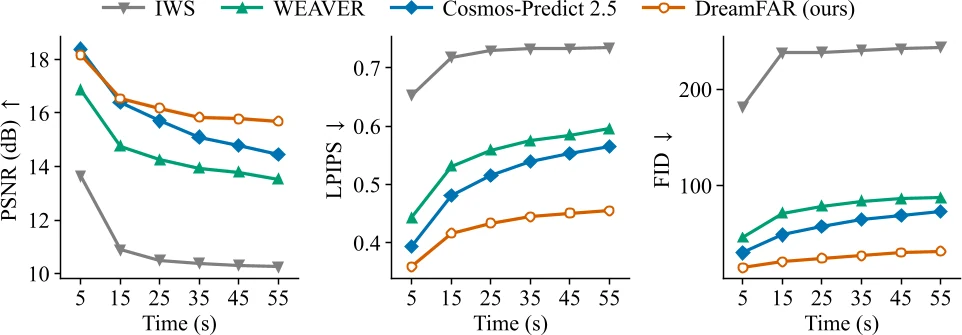 IWS WEAVER Cosmos-Predict 2.5 DreamFAR (ours)
PSNR (dB) ↑
18
16
14
12
10
5 15 25 35 45 55
Time (s)
LPIPS ↓
0.7
0.6
0.5
0.4
5 15 25 35 45 55
Time (s)
FID ↓
200
100
5 15 25 35 45 55
Time (s)